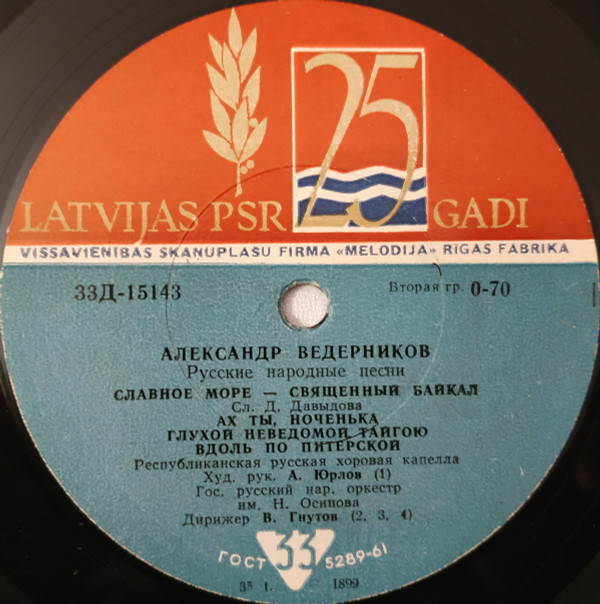 25
LATVIJAS PSR GADI
VISSAVIENĪBAS SKAŅUPLAŠU FIRMA «MELODIJA» RĪGAS FABRIKA
33Д-15143 Вторая гр. 0-70
АЛЕКСАНДР ВЕДЕРНИКОВ
Русские народные песни
СЛАВНОЕ МОРЕ — СВЯЩЕННЫЙ БАЙКАЛ
Сл. Д. Давыдова
АХ ТЫ, НОЧЕНЬКА
ГЛУХОЙ НЕВЕДОМОЙ ТАЙГОЮ
ВДОЛЬ ПО ПИТЕРСКОЙ
Республиканская русская хоровая капелла
Худ. рук. А. Юрлов (1)
Гос. русский нар. оркестр
им. Н. Осипова
Дирижер В. Гнутов (2, 3, 4)
ГОСТ 33 5289-61
35 t. 1899